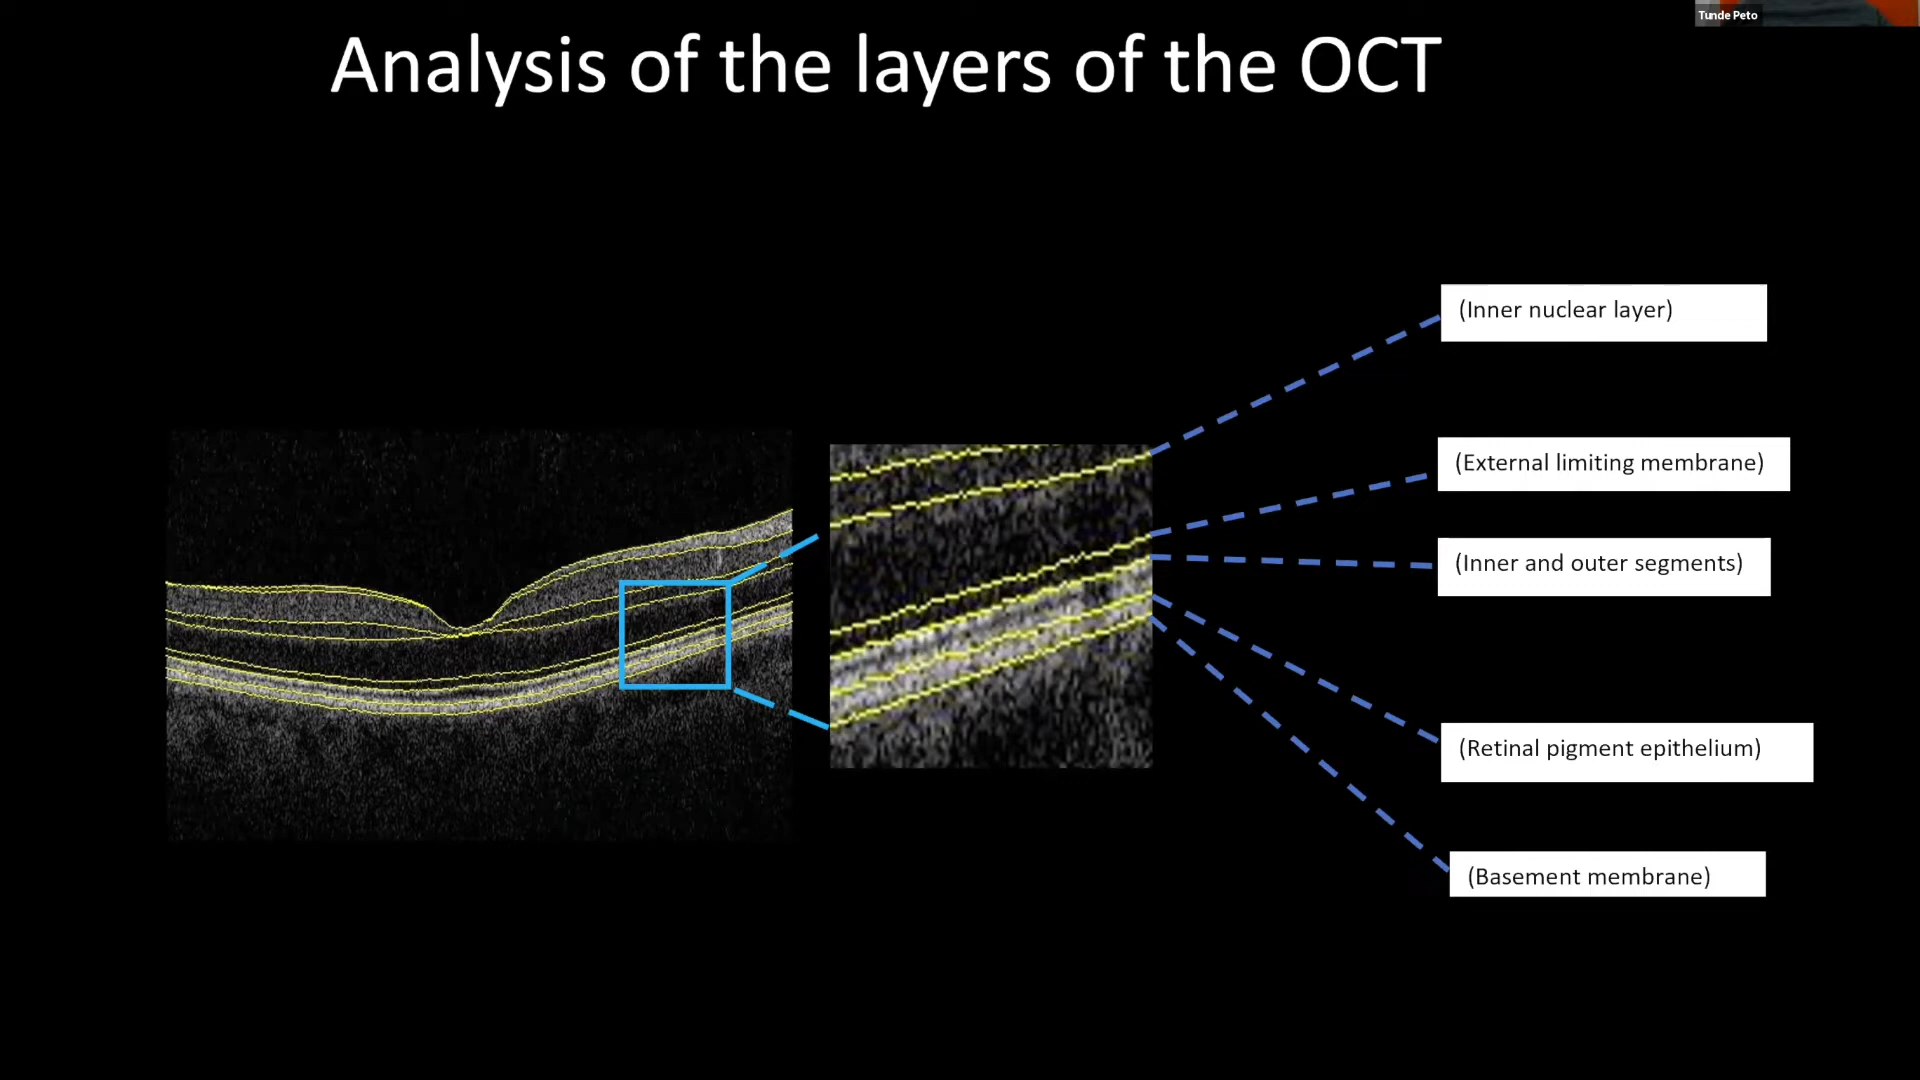 Tunde Peto
Analysis of the layers of the OCT
(Inner nuclear layer)
(External limiting membrane)
(Inner and outer segments)
(Retinal pigment epithelium)
(Basement membrane)